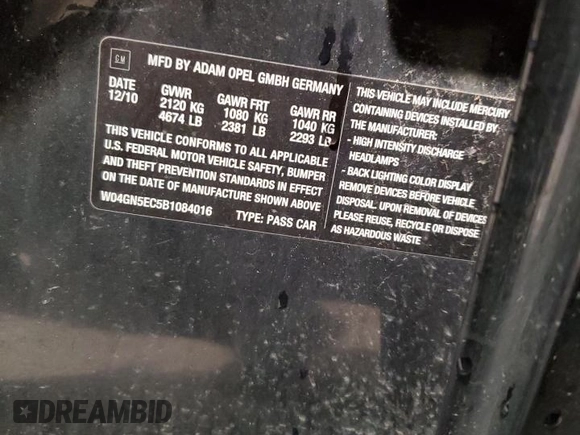 GM
MFD BY ADAM OPEL GMBH GERMANY
DATE GVWR GAWR FRT GAWR RR
12/10 2120 KG 1080 KG 1040 KG
4674 LB 2381 LB 2293 LB
THIS VEHICLE CONFORMS TO ALL APPLICABLE
U.S. FEDERAL MOTOR VEHICLE SAFETY, BUMPER
AND THEFT PREVENTION STANDARDS IN EFFECT
ON THE DATE OF MANUFACTURE SHOWN ABOVE
W04GN5EC5B1084016 TYPE: PASS CAR
THIS VEHICLE MAY INCLUDE MERCURY
CONTAINING DEVICES INSTALLED BY
THE MANUFACTURER:
- HIGH INTENSITY DISCHARGE
HEADLAMPS
- BACK LIGHTING COLOR DISPLAY
REMOVE DEVICES BEFORE VEHICLE
DISPOSAL. UPON REMOVAL OF DEVICES
PLEASE REUSE, RECYCLE OR DISPOSE
AS HAZARDOUS WASTE
DREAMBID